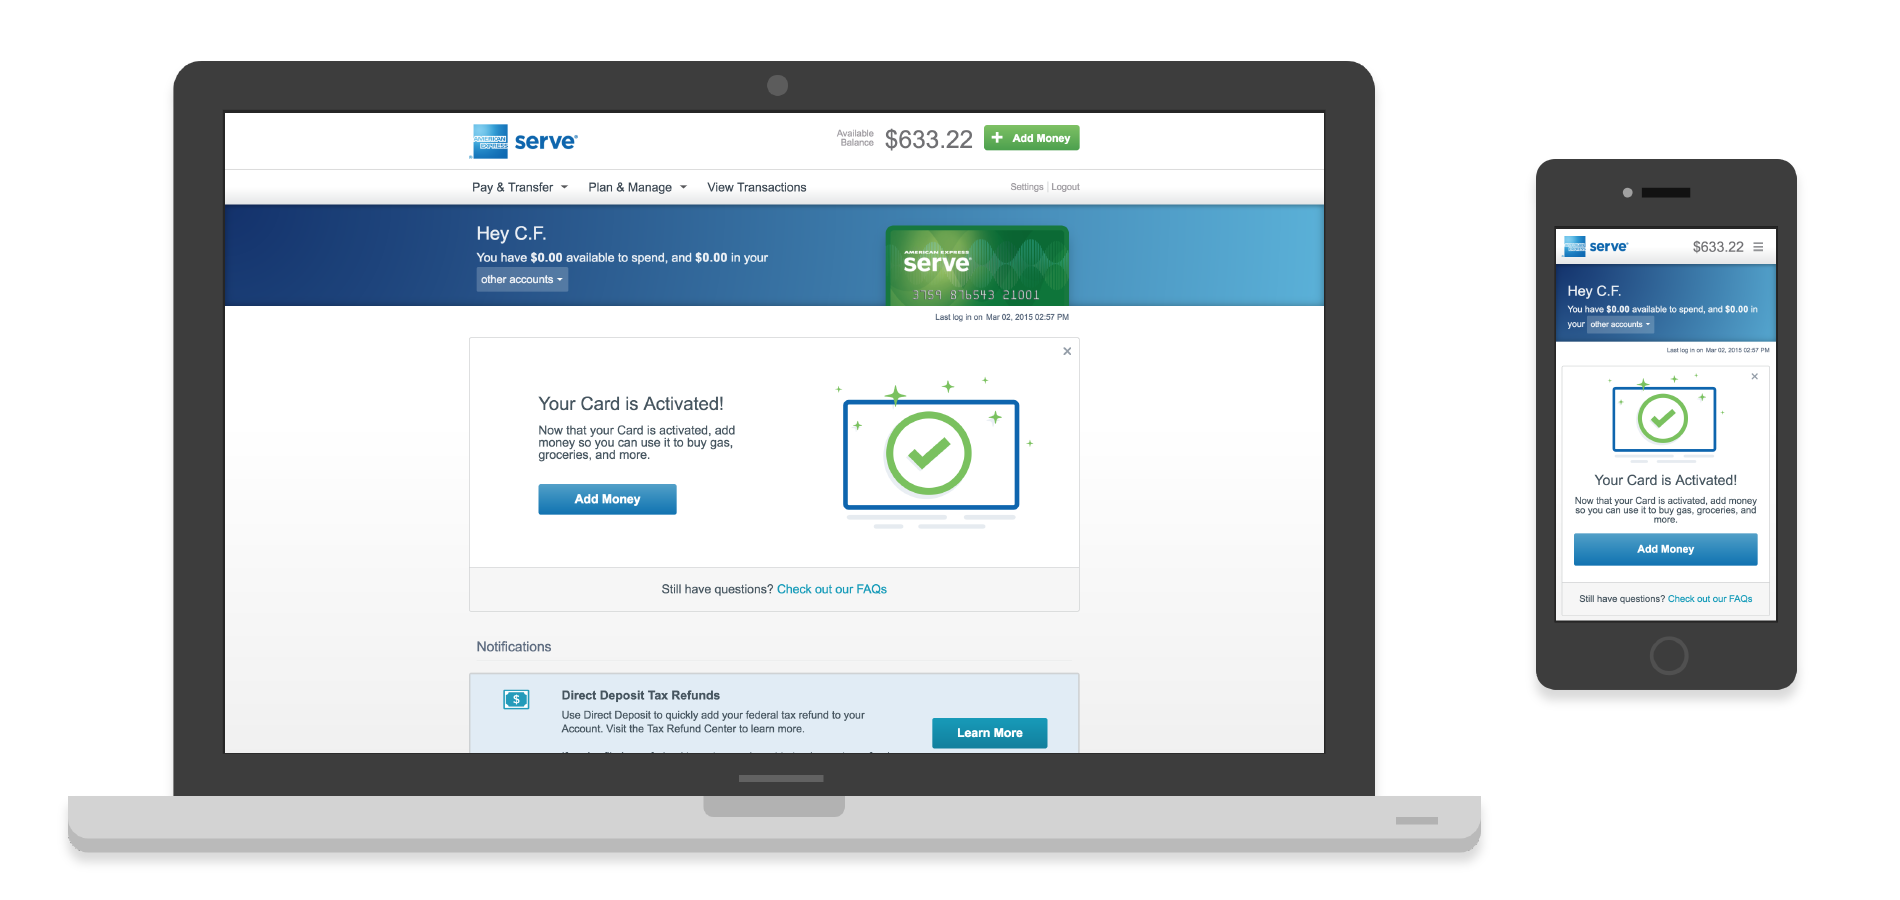 AMERICAN
EXPRESS
serve
Available
Balance
$633.22
+ Add Money
Pay & Transfer
Plan & Manage
View Transactions
Settings | Logout
Hey C.F.
You have $0.00 available to spend, and $0.00 in your
other accounts
AMERICAN EXPRESS
serve
3759 876543 21001
Last log in on Mar 02, 2015 02:57 PM
Your Card is Activated!
Now that your Card is activated, add
money so you can use it to buy gas,
groceries, and more.
Add Money
Still have questions? Check out our FAQs
Notifications
$
Direct Deposit Tax Refunds
Use Direct Deposit to quickly add your federal tax refund to your
Account. Visit the Tax Refund Center to learn more.
Learn More
serve
$633.22
Hey C.F.
You have $0.00 available to spend, and $0.00 in
your other accounts
Last log in on Mar 02, 2015 02:57 PM
Your Card is Activated!
Now that your Card is activated, add money
so you can use it to buy gas, groceries, and
more.
Add Money
Still have questions? Check out our FAQs